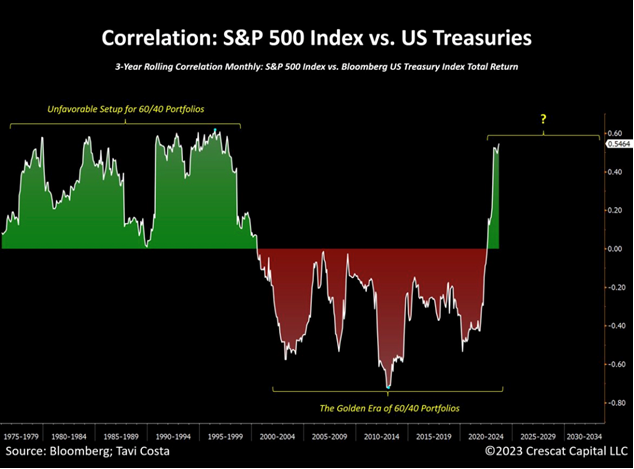 Correlation: S&P 500 Index vs. US Treasuries
3-Year Rolling Correlation Monthly: S&P 500 Index vs. Bloomberg US Treasury Index Total Return
Unfavorable Setup for 60/40 Portfolios
?
0.60
0.5464
0.40
0.20
0.00
-0.20
-0.40
-0.60
-0.80
The Golden Era of 60/40 Portfolios
1975-1979 1980-1984 1985-1989 1990-1994 1995-1999 2000-2004 2005-2009 2010-2014 2015-2019 2020-2024 2025-2029 2030-2034
Source: Bloomberg; Tavi Costa ©2023 Crescat Capital LLC